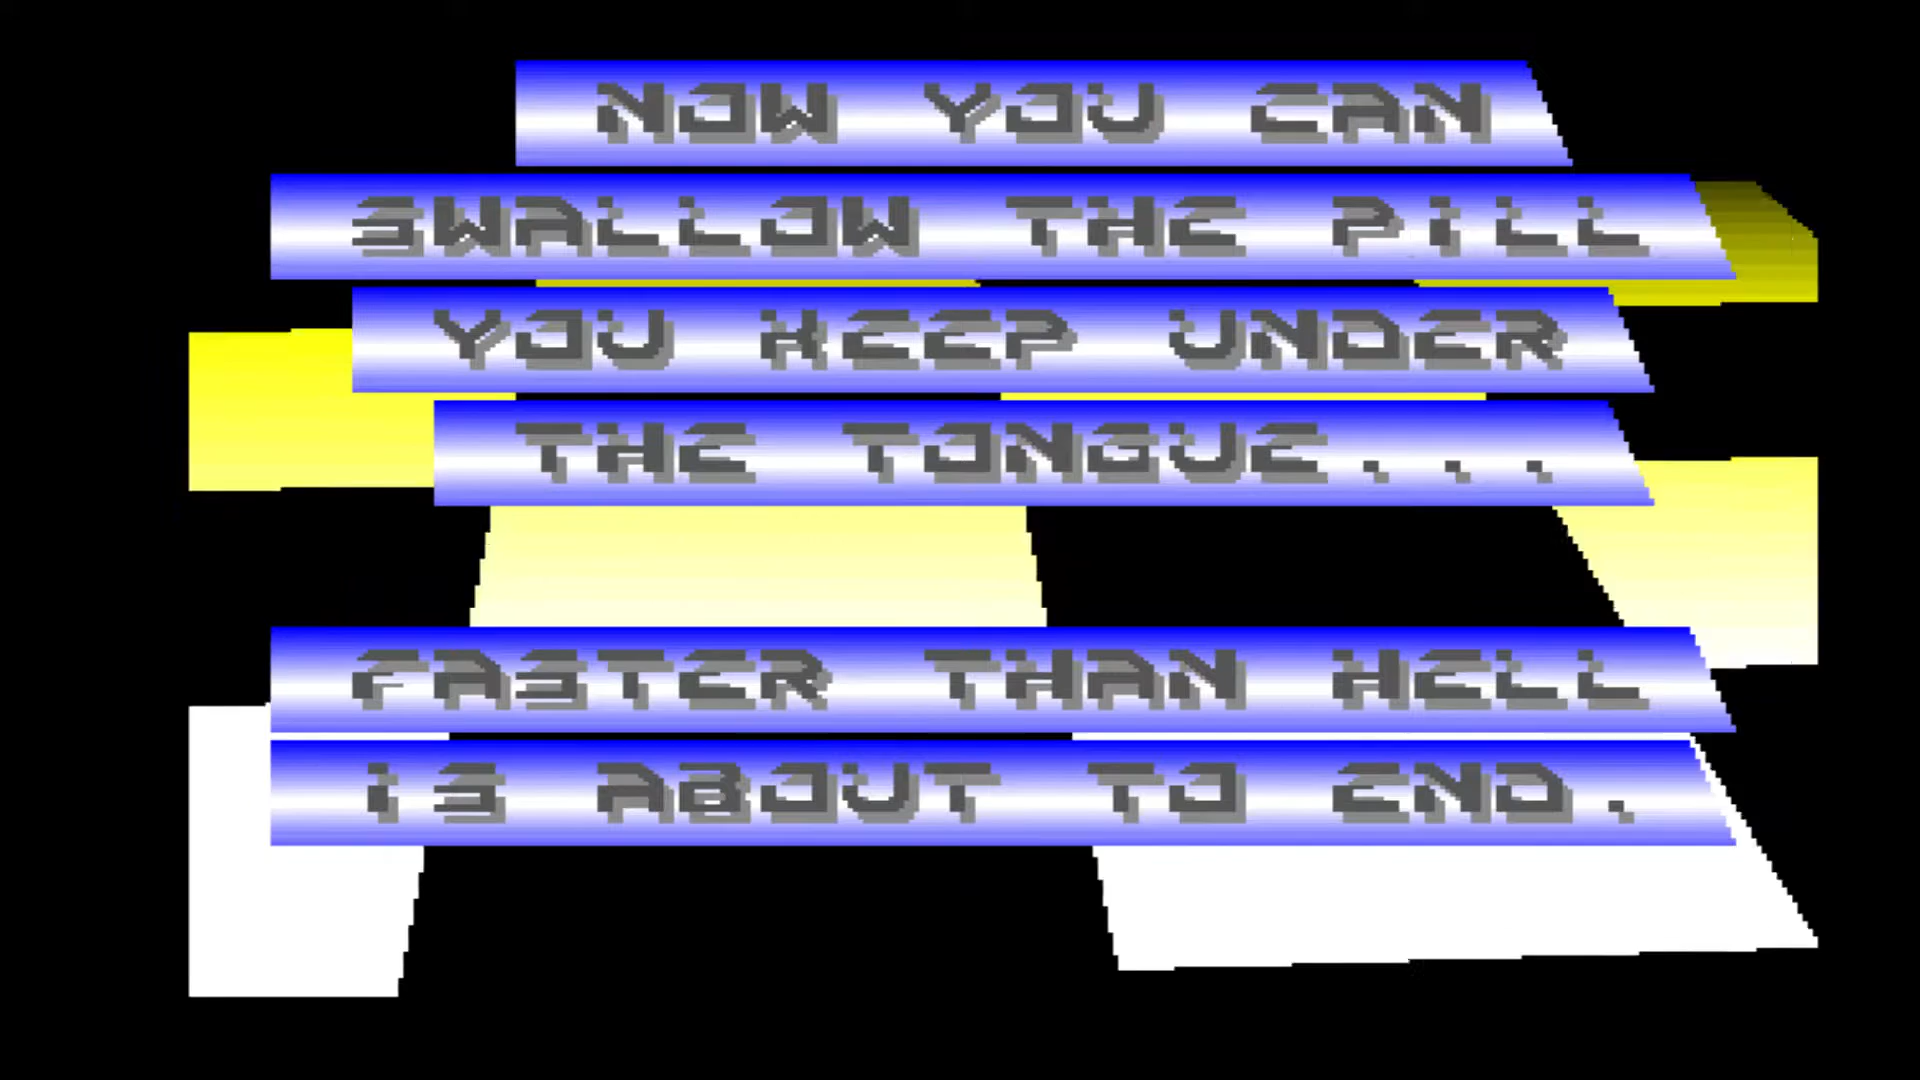 NOW YOU CAN
SWALLOW THE PILL
YOU KEEP UNDER
THE TONGUE...
FASTER THAN HELL
IS ABOUT TO END.